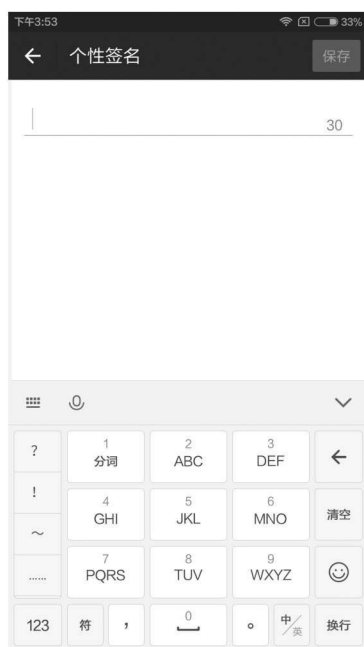 下午3:53 33%
个性签名 保存
30
? 1 2 3
分词 ABC DEF
! 4 5 6 清空
GHI JKL MNO
~ 7 8 9
PQRS TUV WXYZ
......
123 符 , 0 。 中/英 换行